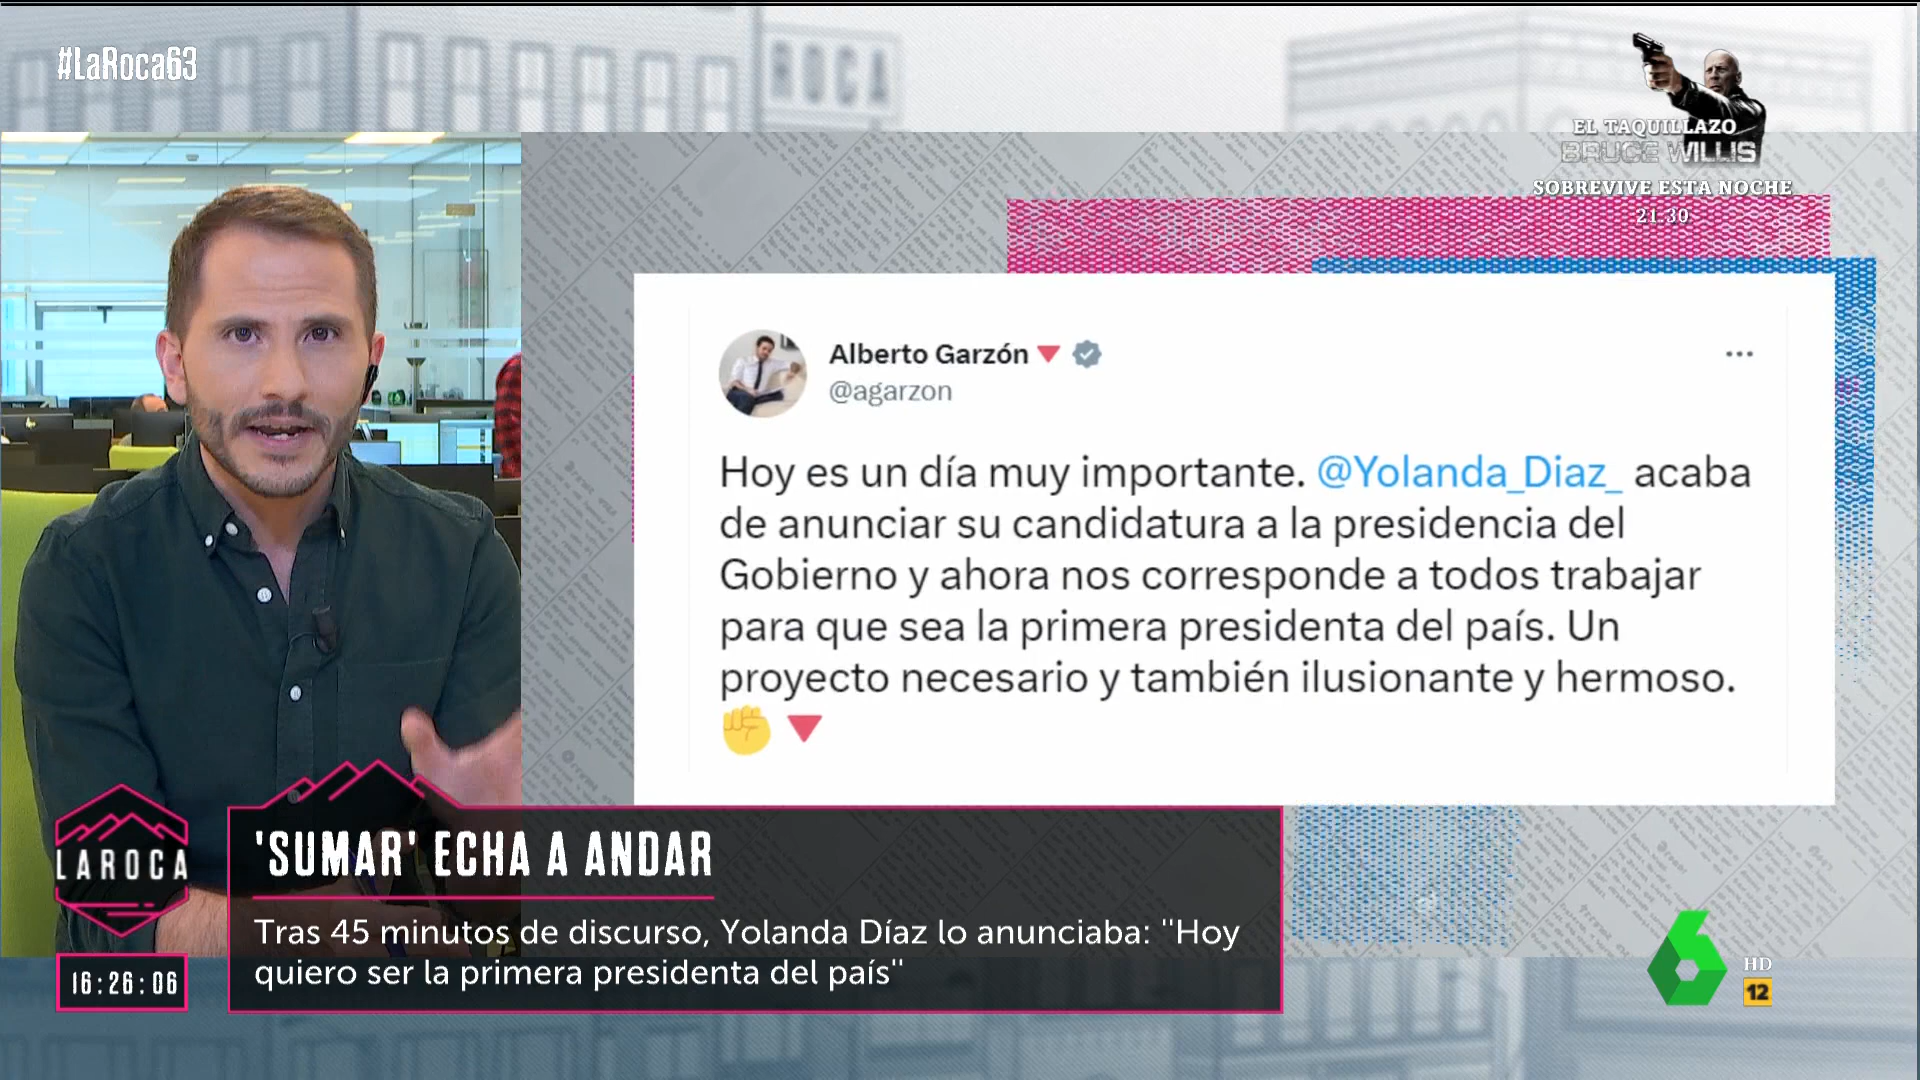 #LaRoca63
ROCA
EL TAQUILLAZO
BRUCE WILLIS
SOBREVIVE ESTA NOCHE
21.30
Alberto Garzón
@agarzon
Hoy es un día muy importante. @Yolanda_Diaz_ acaba
de anunciar su candidatura a la presidencia del
Gobierno y ahora nos corresponde a todos trabajar
para que sea la primera presidenta del país. Un
proyecto necesario y también ilusionante y hermoso.
LAROCA
'SUMAR' ECHA A ANDAR
Tras 45 minutos de discurso, Yolanda Díaz lo anunciaba: "Hoy
quiero ser la primera presidenta del país"
16:26:06
HD
12